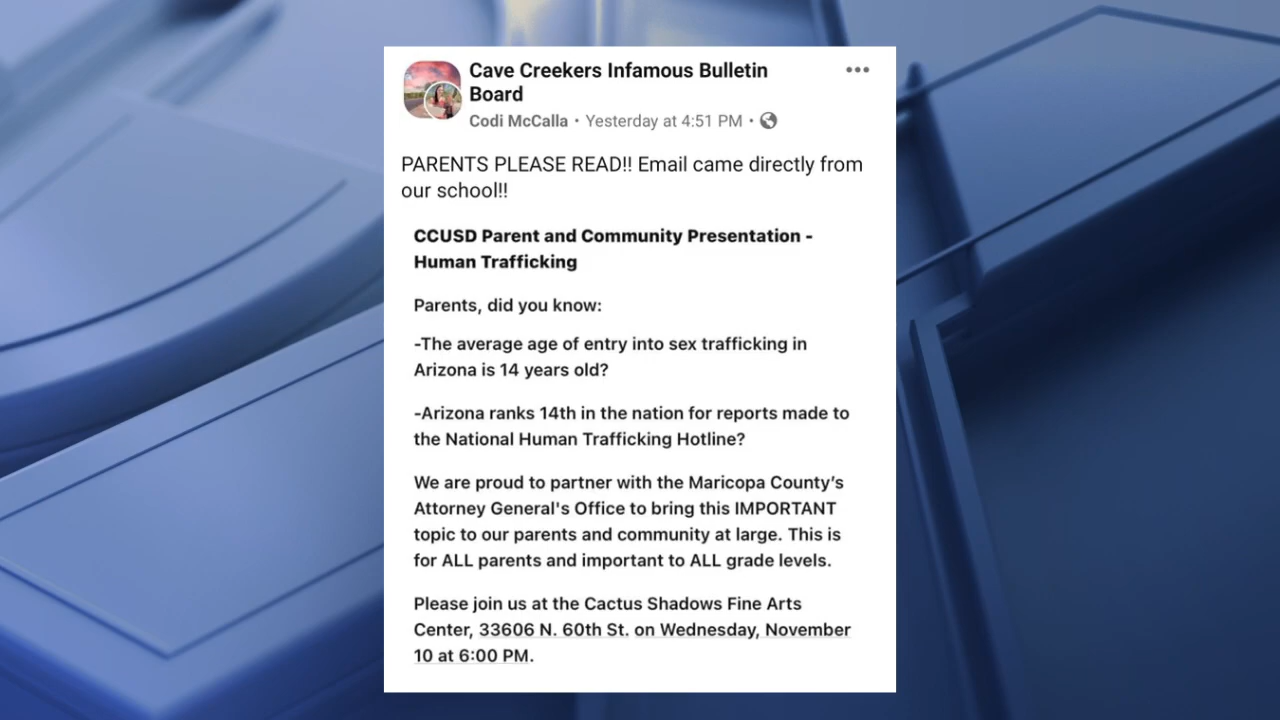 Cave Creekers Infamous Bulletin
Board
Codi McCalla • Yesterday at 4:51 PM •
PARENTS PLEASE READ!! Email came directly from
our school!!
CCUSD Parent and Community Presentation -
Human Trafficking
Parents, did you know:
-The average age of entry into sex trafficking in
Arizona is 14 years old?
-Arizona ranks 14th in the nation for reports made to
the National Human Trafficking Hotline?
We are proud to partner with the Maricopa County's
Attorney General's Office to bring this IMPORTANT
topic to our parents and community at large. This is
for ALL parents and important to ALL grade levels.
Please join us at the Cactus Shadows Fine Arts
Center, 33606 N. 60th St. on Wednesday, November
10 at 6:00 PM.